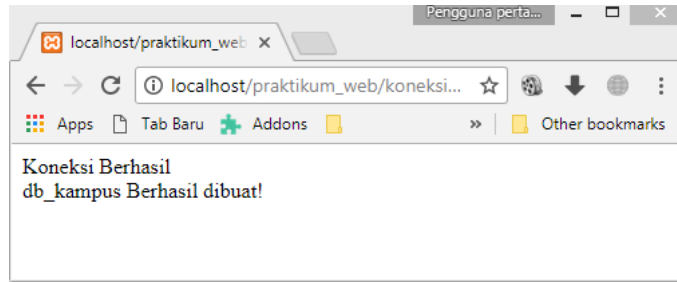 Pengguna perta...
localhost/praktikum_web
localhost/praktikum_web/koneksi...
Apps Tab Baru Addons » Other bookmarks
Koneksi Berhasil
db_kampus Berhasil dibuat!